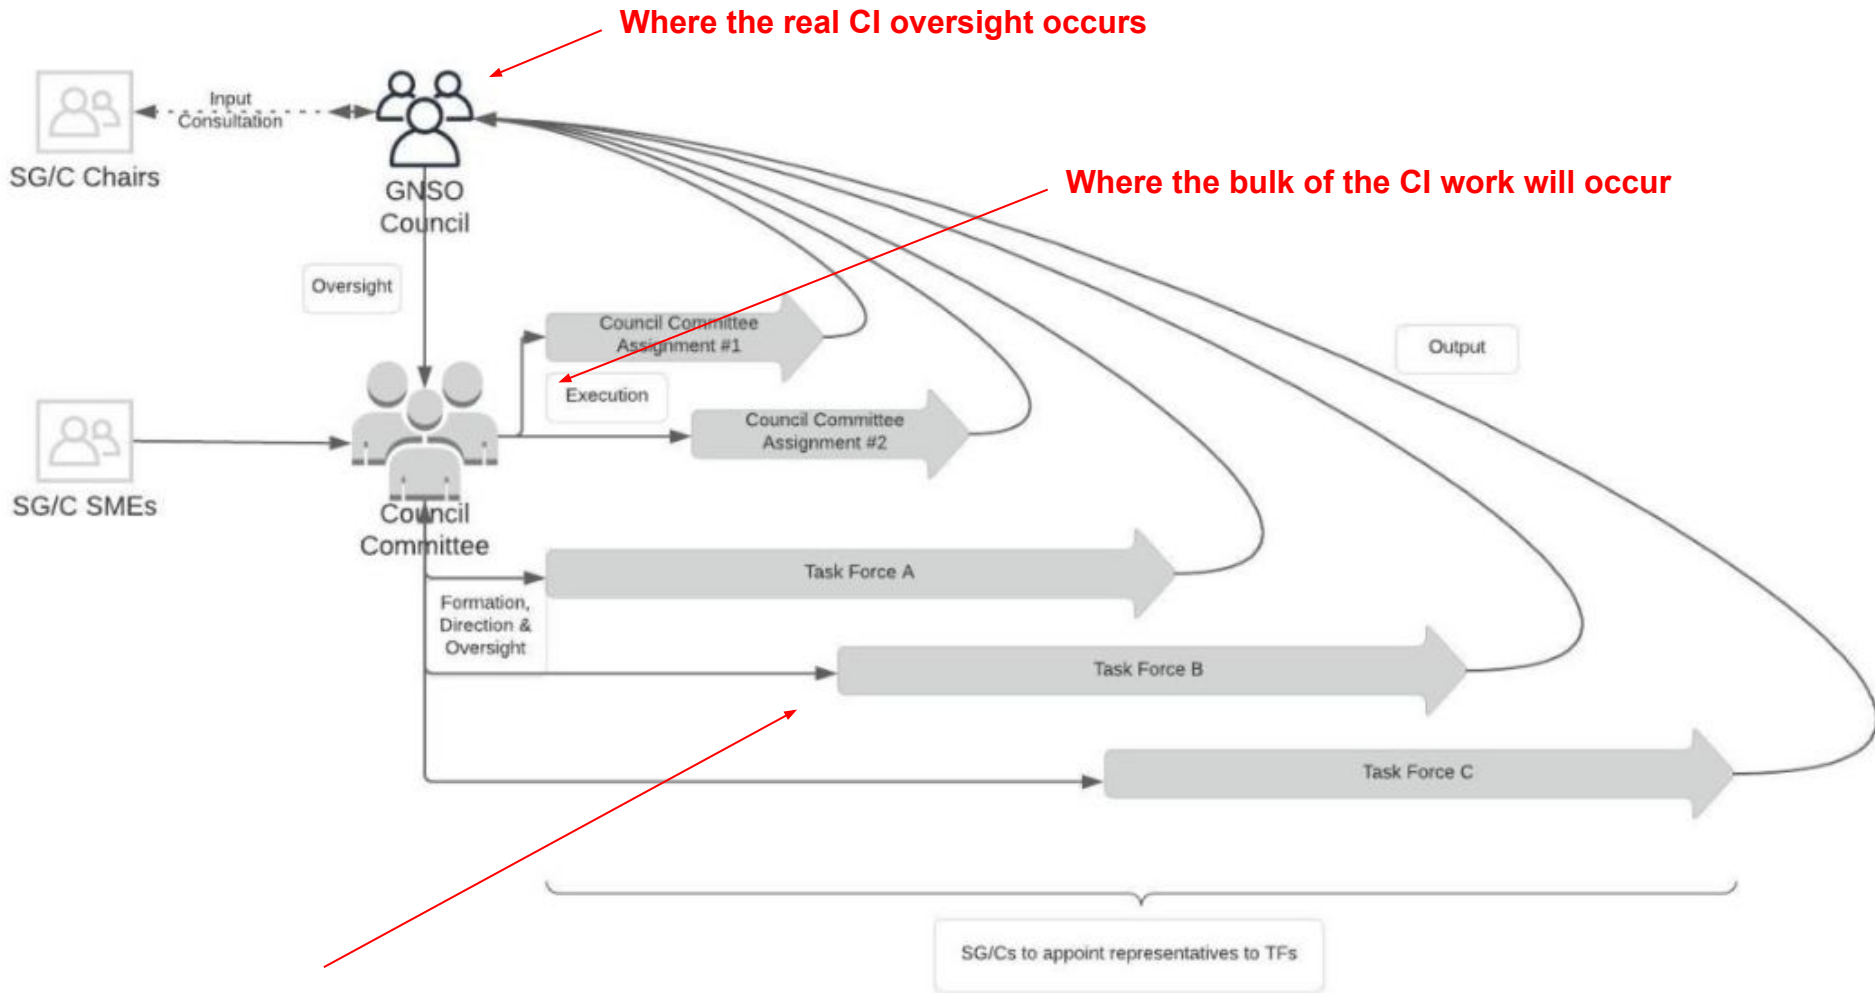 Where the real CI oversight occurs
Input
Consultation
SG/C Chairs
GNSO
Council
Where the bulk of the CI work will occur
Oversight
Council Committee
Assignment #1
Output
Execution
Council Committee
Assignment #2
SG/C SMEs
Council
Committee
Task Force A
Formation,
Direction &
Oversight
Task Force B
Task Force C
SG/Cs to appoint representatives to TFs